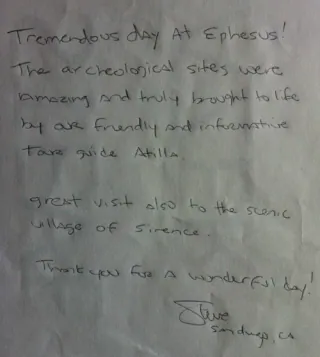 Tremendous day At Ephesus!
The archeological sites were
amazing and truly brought to life
by our friendly and informative
Tour guide Atilla.
great visit also to the scenic
village of Sirence.
Thank you for a wonderful day!
Steve
San Diego, CA